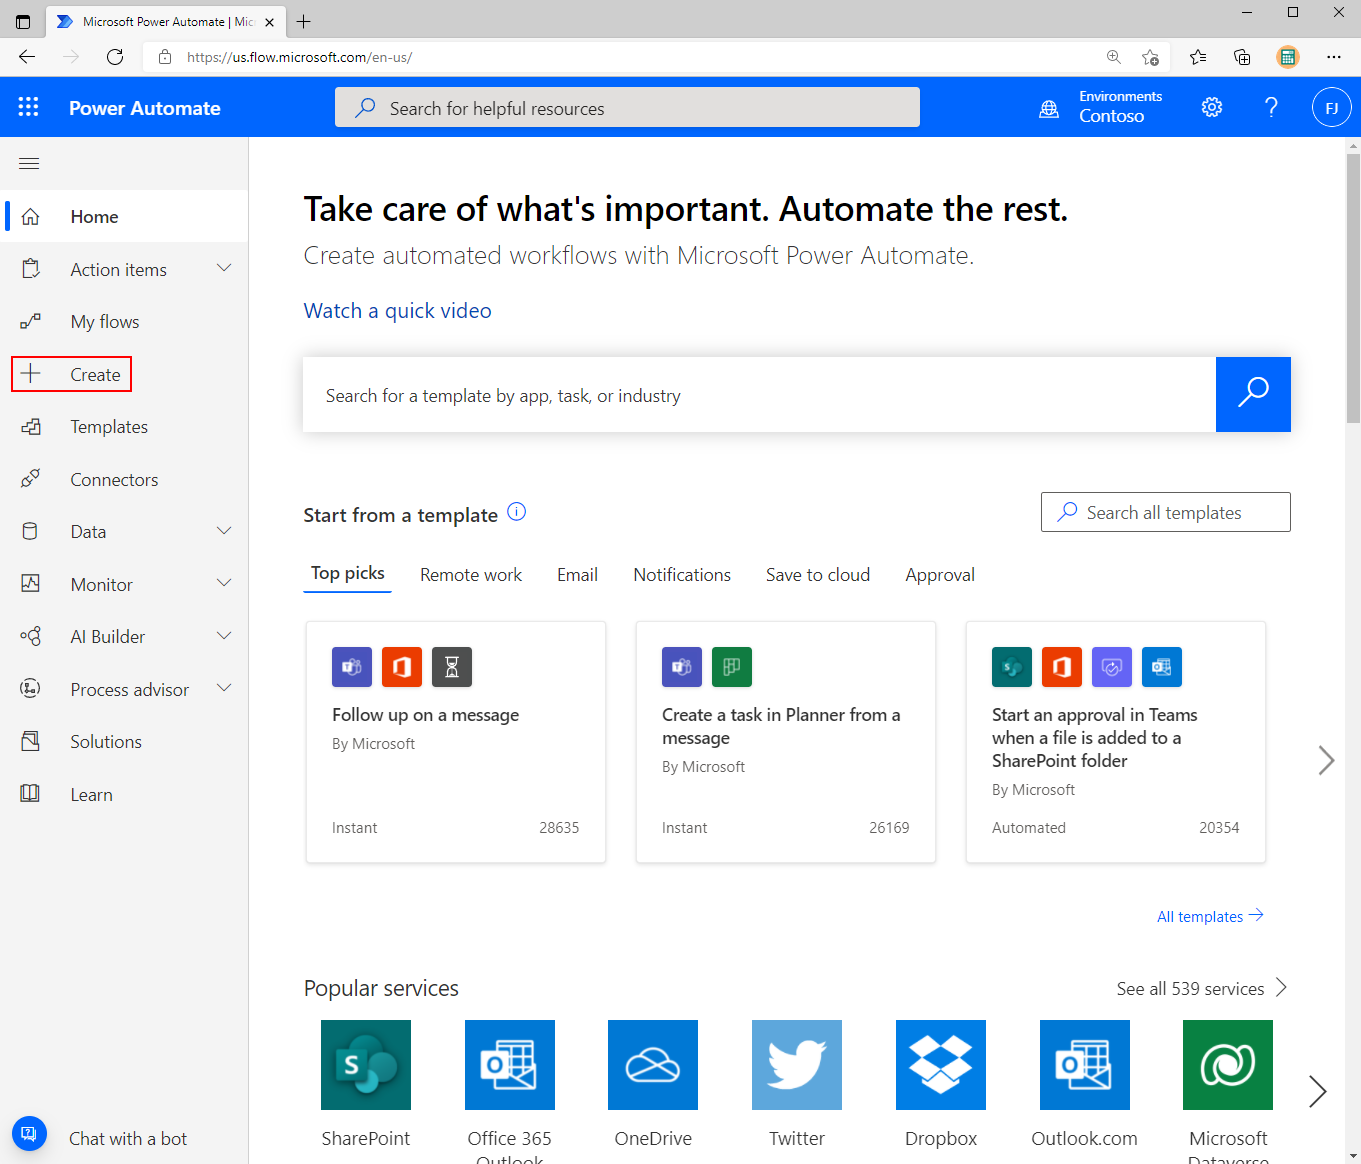 Microsoft Power Automate | Mic
https://us.flow.microsoft.com/en-us/
Power Automate
Search for helpful resources
Environments
Contoso
?
FJ
Home
Action items
My flows
Create
Templates
Connectors
Data
Monitor
AI Builder
Process advisor
Solutions
Learn
Chat with a bot
Take care of what's important. Automate the rest.
Create automated workflows with Microsoft Power Automate.
Watch a quick video
Search for a template by app, task, or industry
Start from a template
Search all templates
Top picks
Remote work
Email
Notifications
Save to cloud
Approval
Follow up on a message
By Microsoft
Instant
28635
Create a task in Planner from a
message
By Microsoft
Instant
26169
Start an approval in Teams
when a file is added to a
SharePoint folder
By Microsoft
Automated
20354
All templates
Popular services
See all 539 services
SharePoint
Office 365
Outlook
OneDrive
Twitter
Dropbox
Outlook.com
Microsoft
Dataverse